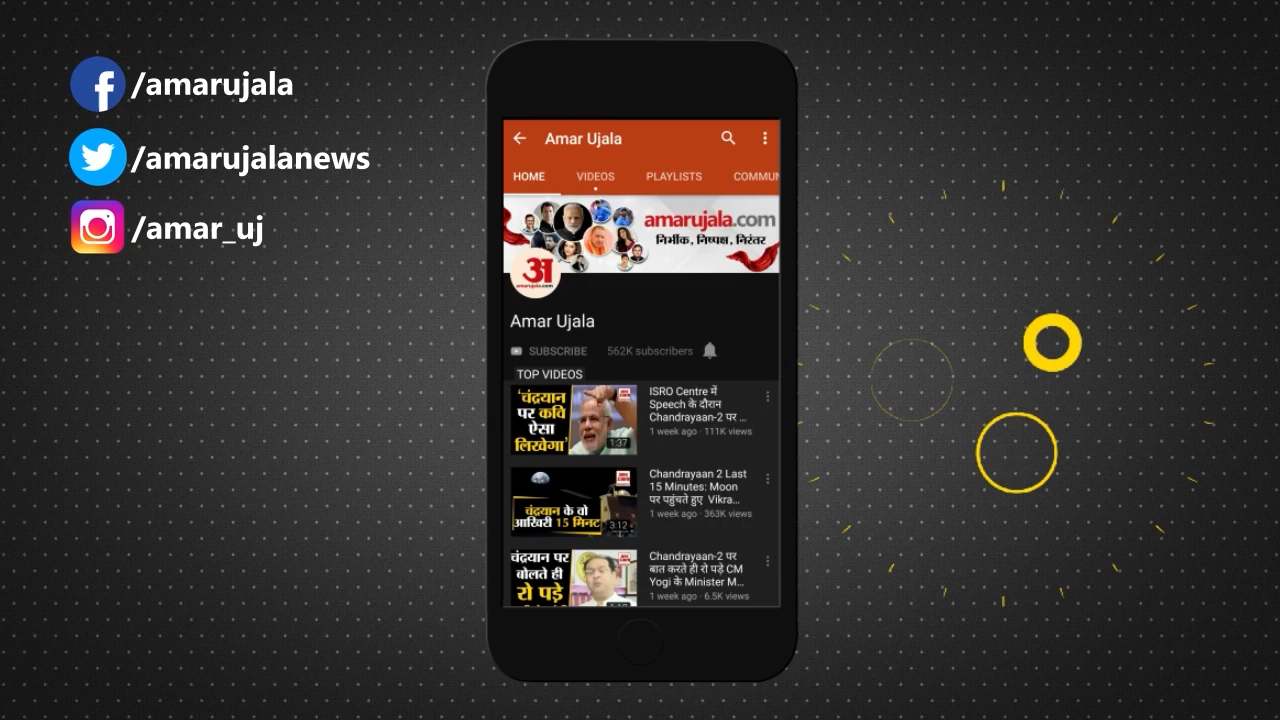 /amarujala
/amarujalanews
/amar_uj
Amar Ujala
HOME VIDEOS PLAYLISTS COMMUN
amarujala.com
निर्भीक, निष्पक्ष, निरंतर
अ
amarujala.com
Amar Ujala
SUBSCRIBE 562K subscribers
TOP VIDEOS
'चंद्रयान
पर कवि
ऐसा
लिखेगा'
1:37
ISRO Centre में
Speech के दौरान
Chandrayaan-2 पर ...
1 week ago · 111K views
चंद्रयान के वो
आखिरी 15 मिनट
3:12
Chandrayaan 2 Last
15 Minutes: Moon
पर पहुंचते हुए Vikra...
1 week ago · 363K views
चंद्रयान पर
बोलते ही
रो पड़े
Chandrayaan-2 पर
बात करते ही रो पड़े CM
Yogi के Minister M...
1 week ago · 6.5K views